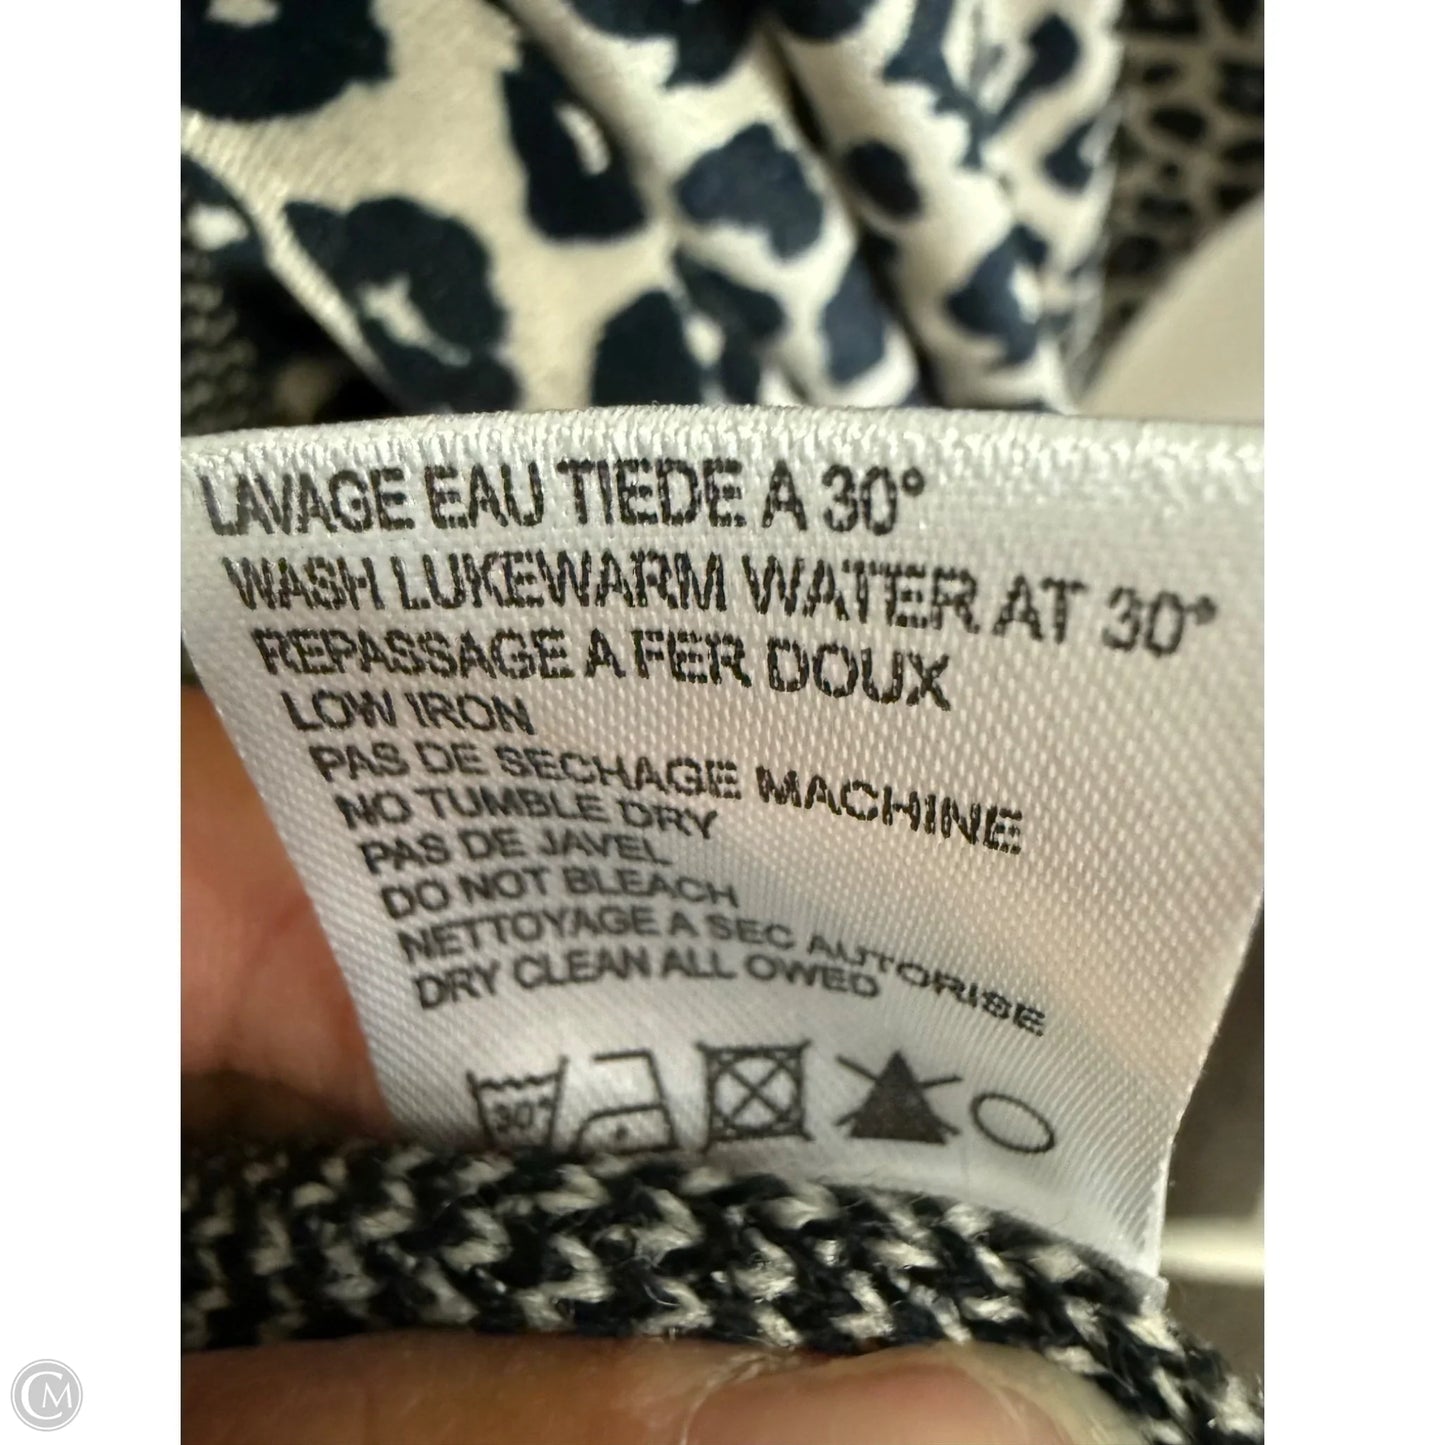 LAVAGE EAU TIEDE A 30°
WASH LUKEWARM WATER AT 30°
REPASSAGE A FER DOUX
LOW IRON
PAS DE SECHAGE MACHINE
NO TUMBLE DRY
PAS DE JAVEL
DO NOT BLEACH
NETTOYAGE A SEC AUTORISE
DRY CLEAN ALL OWED
30°
CM